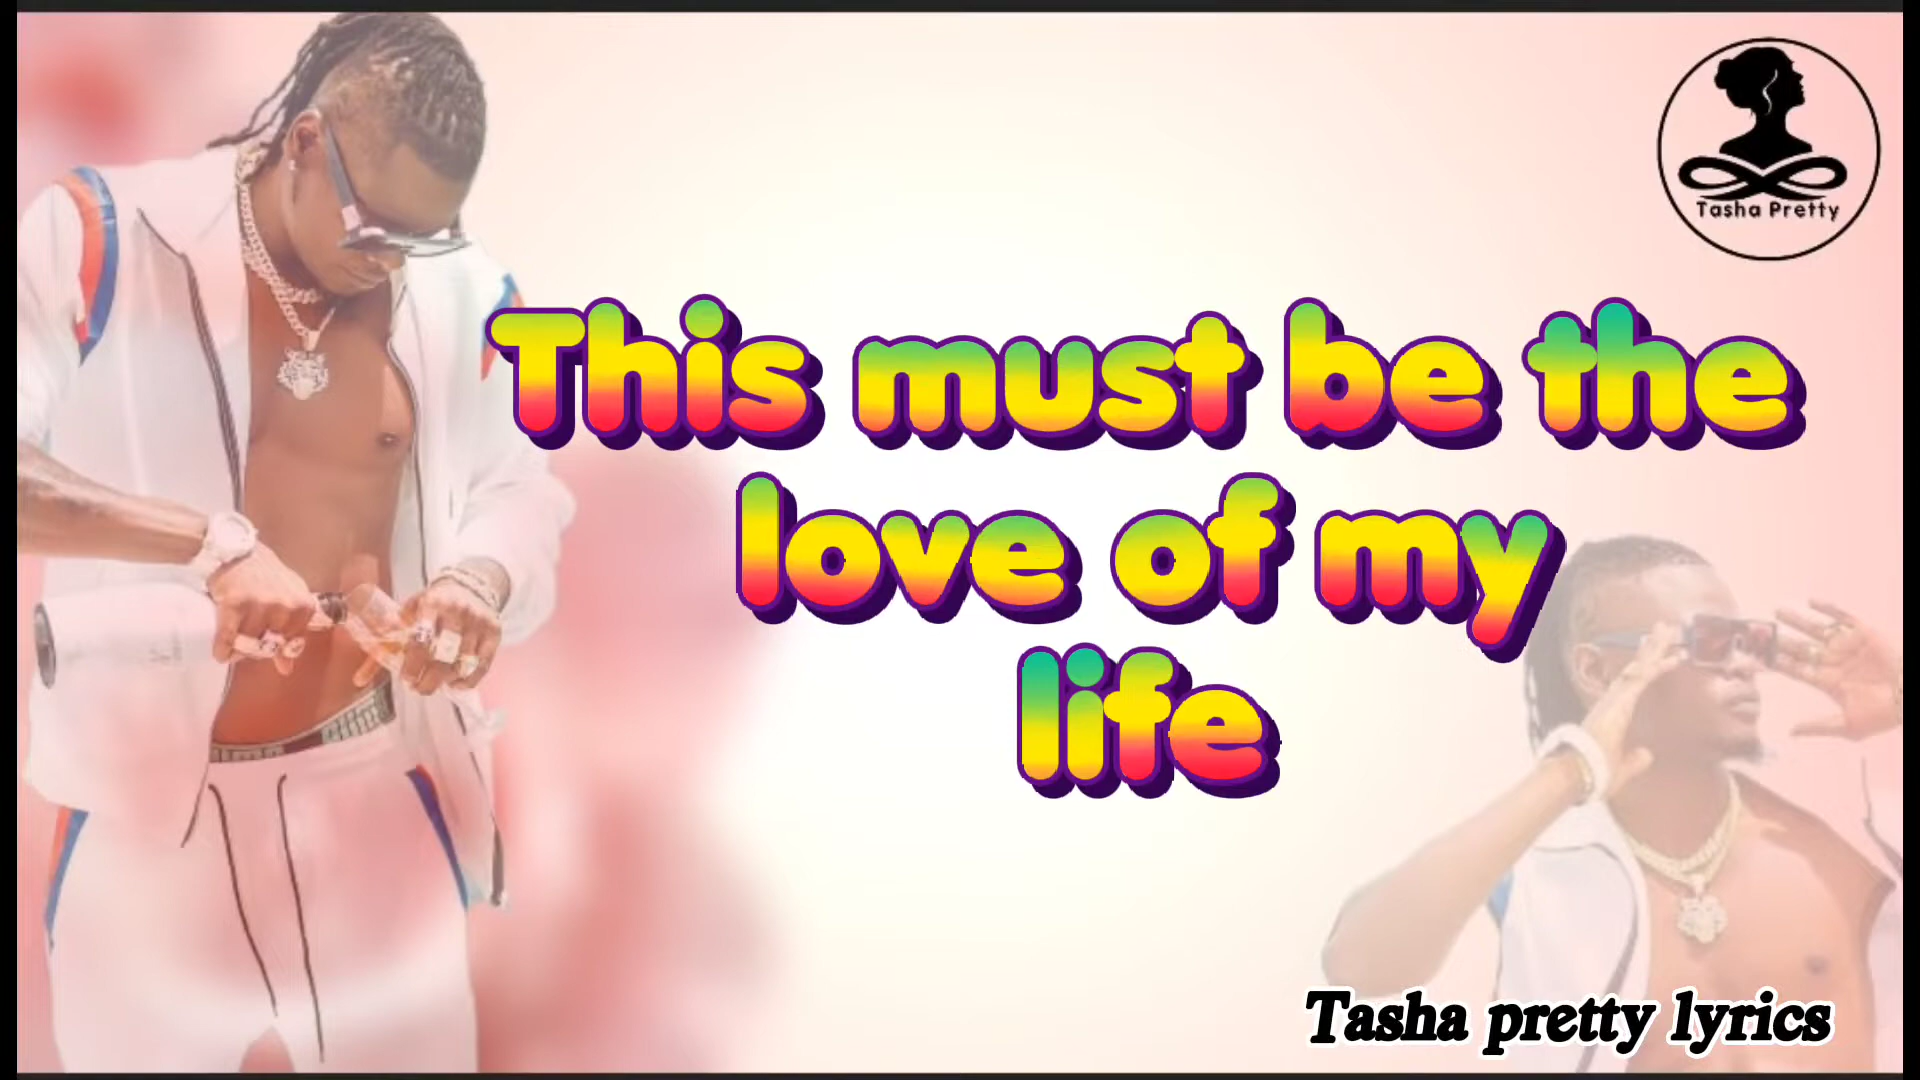 Tasha Pretty
This must be the
love of my
life
Tasha pretty lyrics